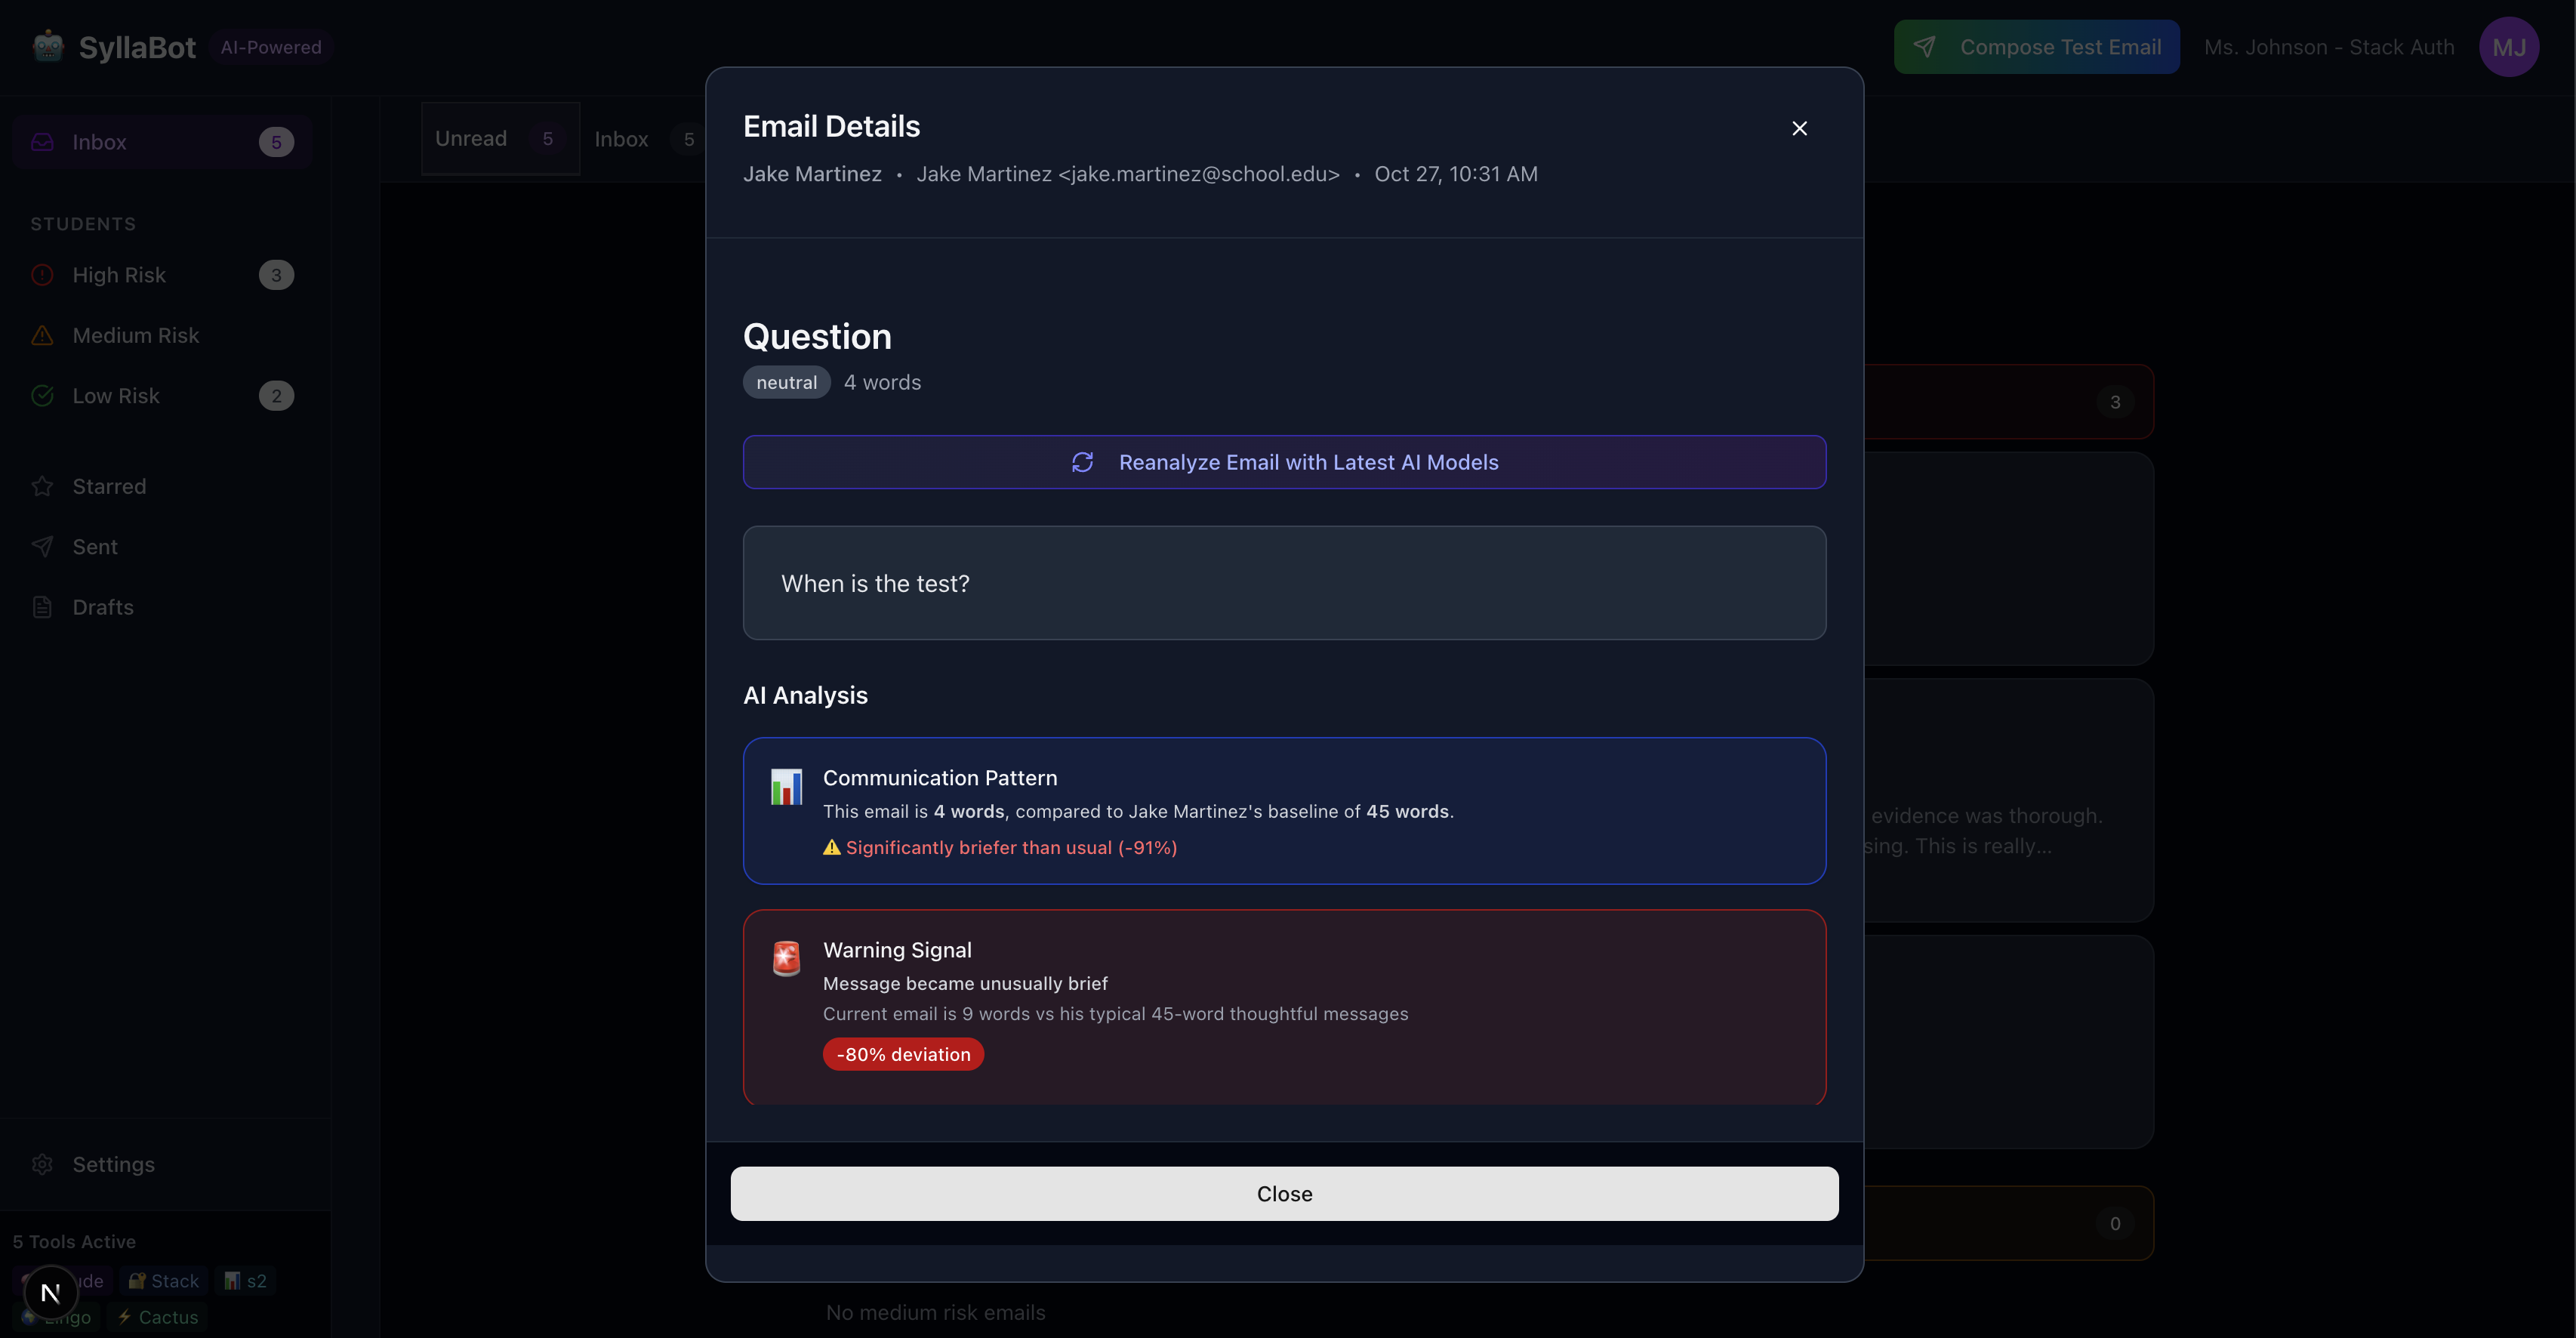 SyllaBot AI-Powered
Compose Test Email
Ms. Johnson - Stack Auth
MJ
Inbox 5
STUDENTS
High Risk 3
Medium Risk
Low Risk 2
Starred
Sent
Drafts
Settings
5 Tools Active
Stack
s2
Cactus
N
Unread 5
Inbox 5
Email Details
Jake Martinez • Jake Martinez <jake.martinez@school.edu> • Oct 27, 10:31 AM
Question
neutral 4 words
Reanalyze Email with Latest AI Models
When is the test?
AI Analysis
Communication Pattern
This email is 4 words, compared to Jake Martinez's baseline of 45 words.
Significantly briefer than usual (-91%)
Warning Signal
Message became unusually brief
Current email is 9 words vs his typical 45-word thoughtful messages
-80% deviation
Close
3
evidence was thorough.
This is really...
0
No medium risk emails